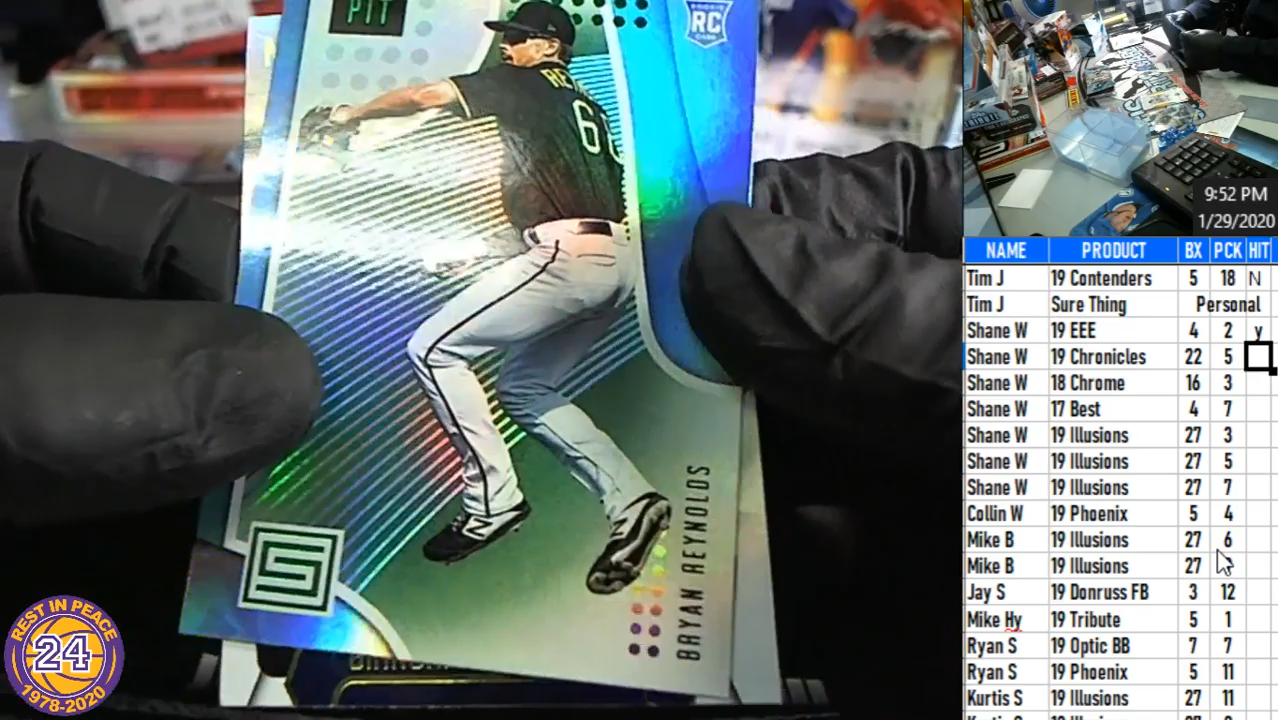 PIT
ROOKIE
RC
CARD
REY
6
BRYAN REYNOLDS
S
REST IN PEACE
24
1978-2020
9:52 PM
1/29/2020
NAME PRODUCT BX PCK HIT
Tim J 19 Contenders 5 18 N
Tim J Sure Thing Personal
Shane W 19 EEE 4 2 y
Shane W 19 Chronicles 22 5
Shane W 18 Chrome 16 3
Shane W 17 Best 4 7
Shane W 19 Illusions 27 3
Shane W 19 Illusions 27 5
Shane W 19 Illusions 27 7
Collin W 19 Phoenix 5 4
Mike B 19 Illusions 27 6
Mike B 19 Illusions 27
Jay S 19 Donruss FB 3 12
Mike Hy 19 Tribute 5 1
Ryan S 19 Optic BB 7 7
Ryan S 19 Phoenix 5 11
Kurtis S 19 Illusions 27 11